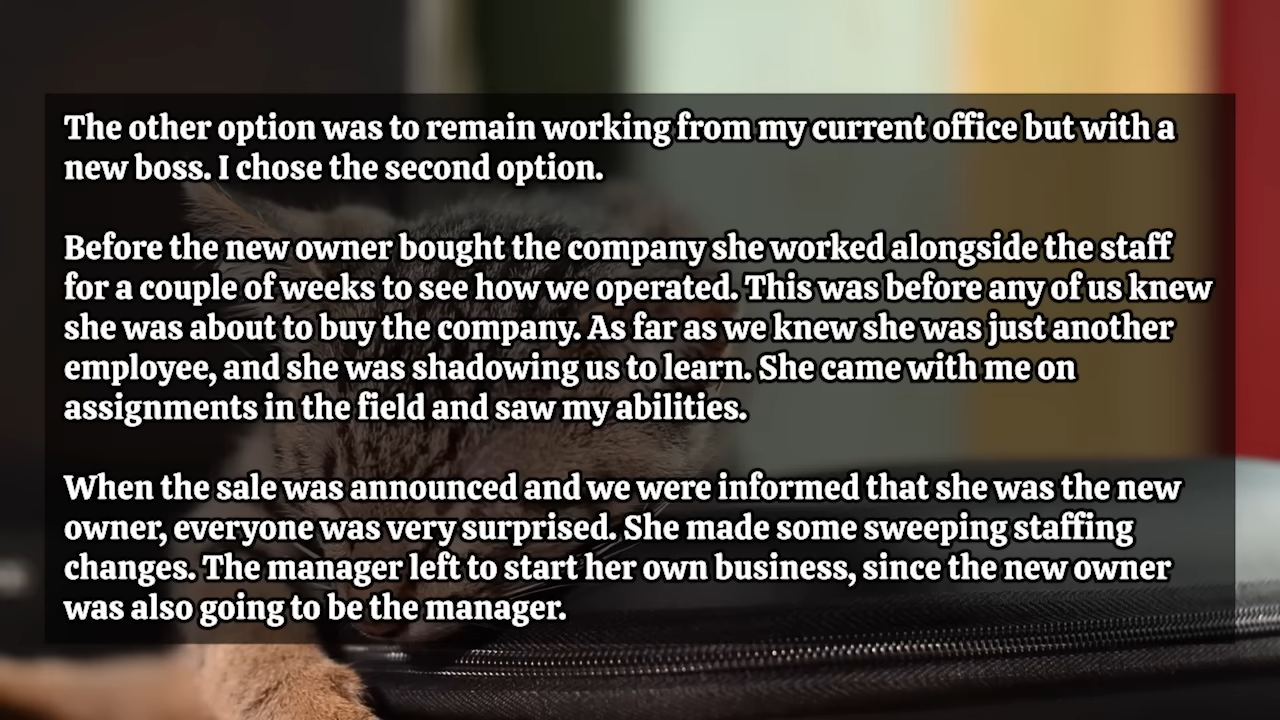 The other option was to remain working from my current office but with a
new boss. I chose the second option.
Before the new owner bought the company she worked alongside the staff
for a couple of weeks to see how we operated. This was before any of us knew
she was about to buy the company. As far as we knew she was just another
employee, and she was shadowing us to learn. She came with me on
assignments in the field and saw my abilities.
When the sale was announced and we were informed that she was the new
owner, everyone was very surprised. She made some sweeping staffing
changes. The manager left to start her own business, since the new owner
was also going to be the manager.